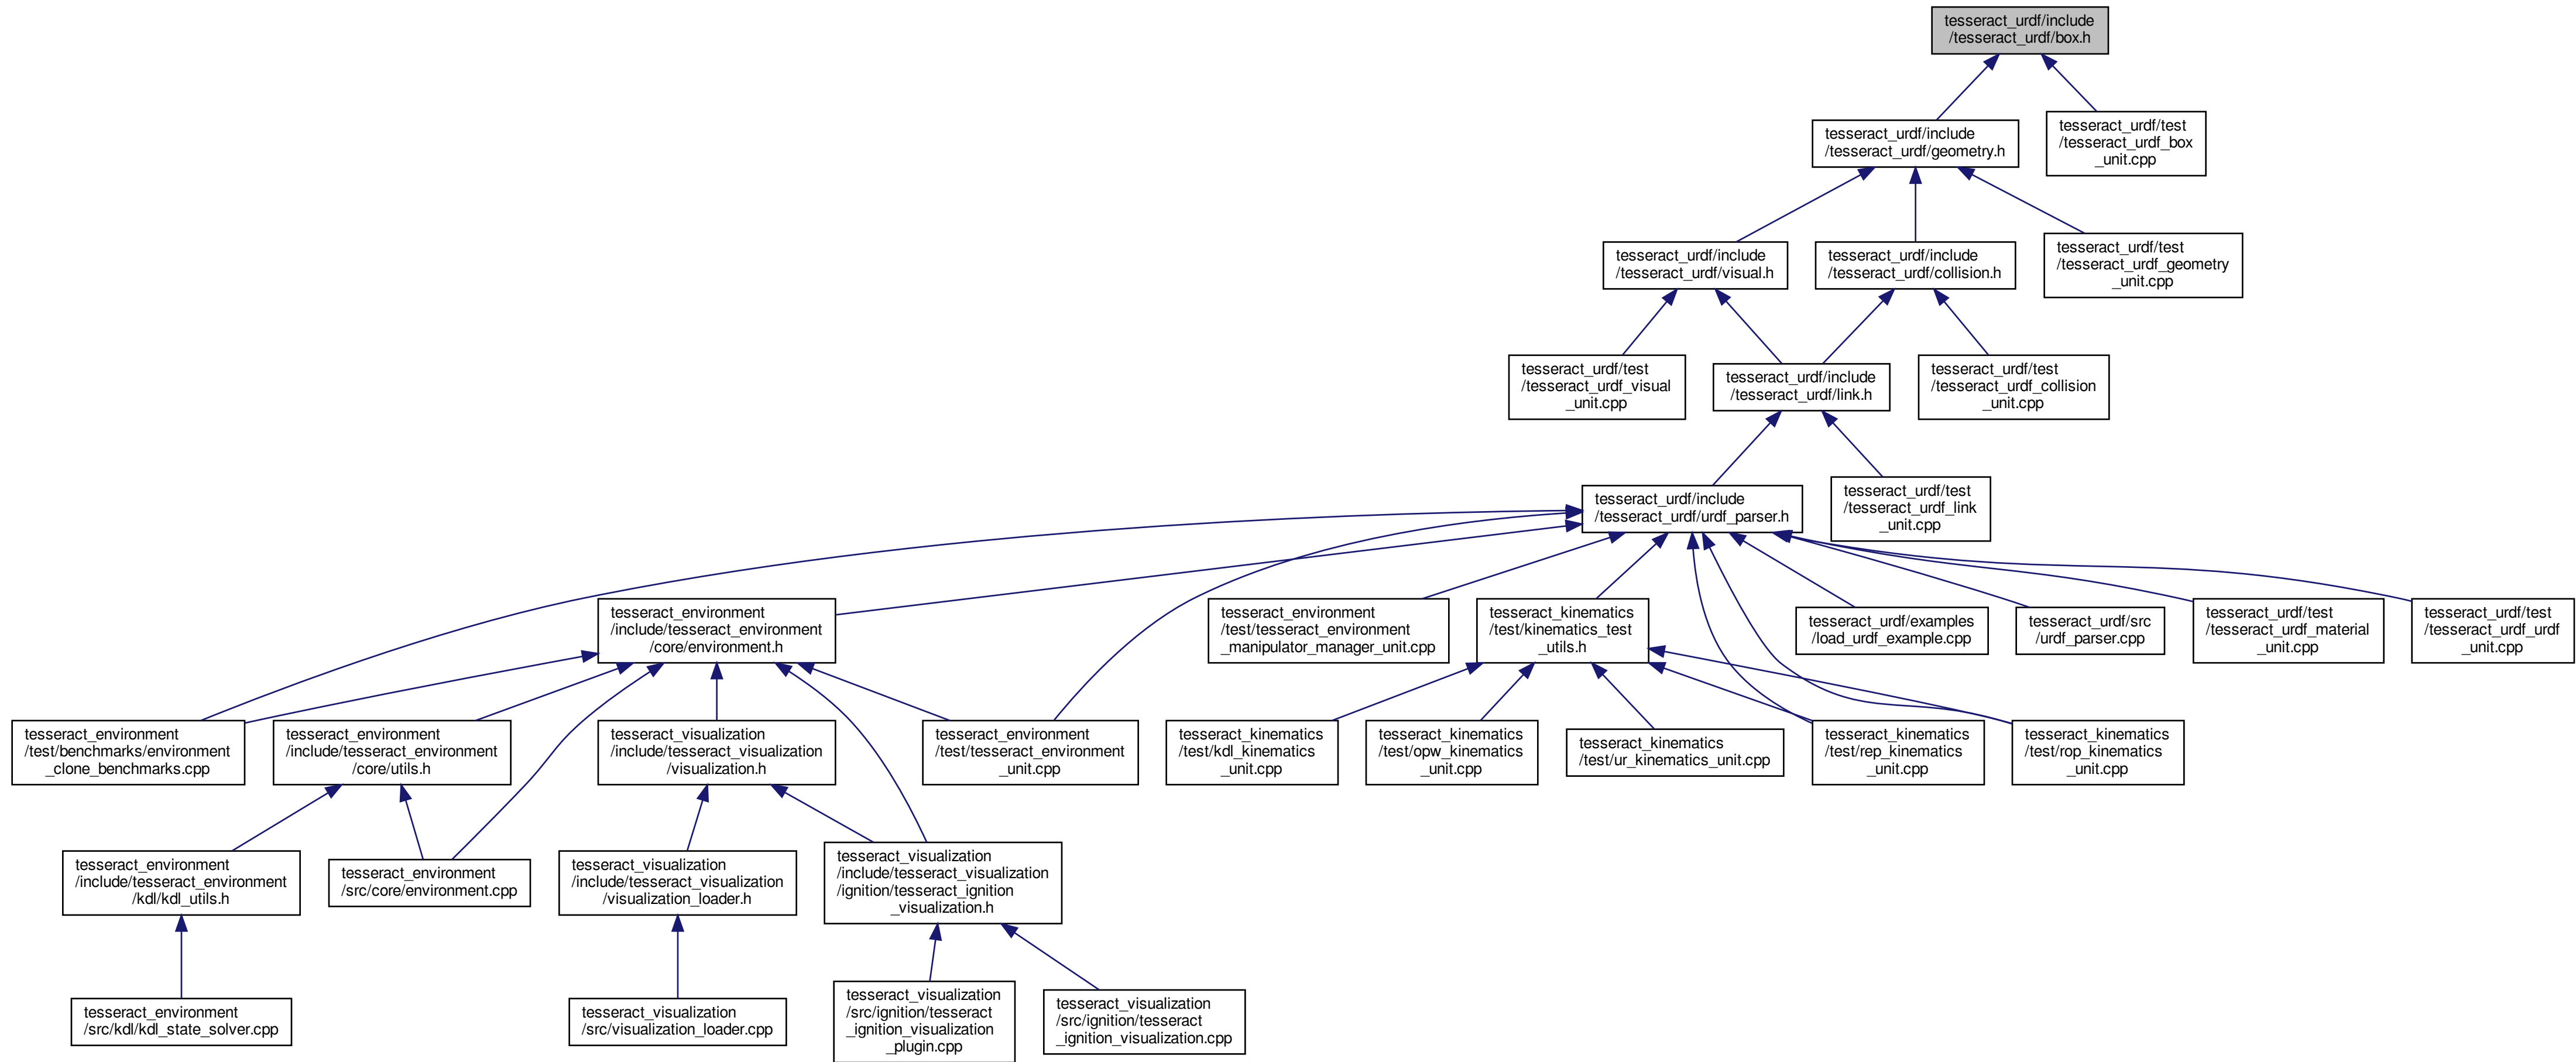 tesseract_urdf/include
/tesseract_urdf/box.h
tesseract_urdf/include
/tesseract_urdf/geometry.h
tesseract_urdf/test
/tesseract_urdf_box
_unit.cpp
tesseract_urdf/include
/tesseract_urdf/visual.h
tesseract_urdf/include
/tesseract_urdf/collision.h
tesseract_urdf/test
/tesseract_urdf_geometry
_unit.cpp
tesseract_urdf/test
/tesseract_urdf_visual
_unit.cpp
tesseract_urdf/include
/tesseract_urdf/link.h
tesseract_urdf/test
/tesseract_urdf_collision
_unit.cpp
tesseract_urdf/include
/tesseract_urdf/urdf_parser.h
tesseract_urdf/test
/tesseract_urdf_link
_unit.cpp
tesseract_environment
/include/tesseract_environment
/core/environment.h
tesseract_environment
/test/tesseract_environment
_manipulator_manager_unit.cpp
tesseract_kinematics
/test/kinematics_test
_utils.h
tesseract_urdf/examples
/load_urdf_example.cpp
tesseract_urdf/src
/urdf_parser.cpp
tesseract_urdf/test
/tesseract_urdf_material
_unit.cpp
tesseract_urdf/test
/tesseract_urdf_urdf
_unit.cpp
tesseract_environment
/test/benchmarks/environment
_clone_benchmarks.cpp
tesseract_environment
/include/tesseract_environment
/core/utils.h
tesseract_visualization
/include/tesseract_visualization
/visualization.h
tesseract_environment
/test/tesseract_environment
_unit.cpp
tesseract_kinematics
/test/kdl_kinematics
_unit.cpp
tesseract_kinematics
/test/opw_kinematics
_unit.cpp
tesseract_kinematics
/test/ur_kinematics_unit.cpp
tesseract_kinematics
/test/rep_kinematics
_unit.cpp
tesseract_kinematics
/test/rop_kinematics
_unit.cpp
tesseract_environment
/include/tesseract_environment
/kdl/kdl_utils.h
tesseract_environment
/src/core/environment.cpp
tesseract_visualization
/include/tesseract_visualization
/visualization_loader.h
tesseract_visualization
/include/tesseract_visualization
/ignition/tesseract_ignition
_visualization.h
tesseract_environment
/src/kdl/kdl_state_solver.cpp
tesseract_visualization
/src/visualization_loader.cpp
tesseract_visualization
/src/ignition/tesseract
_ignition_visualization
_plugin.cpp
tesseract_visualization
/src/ignition/tesseract
_ignition_visualization.cpp